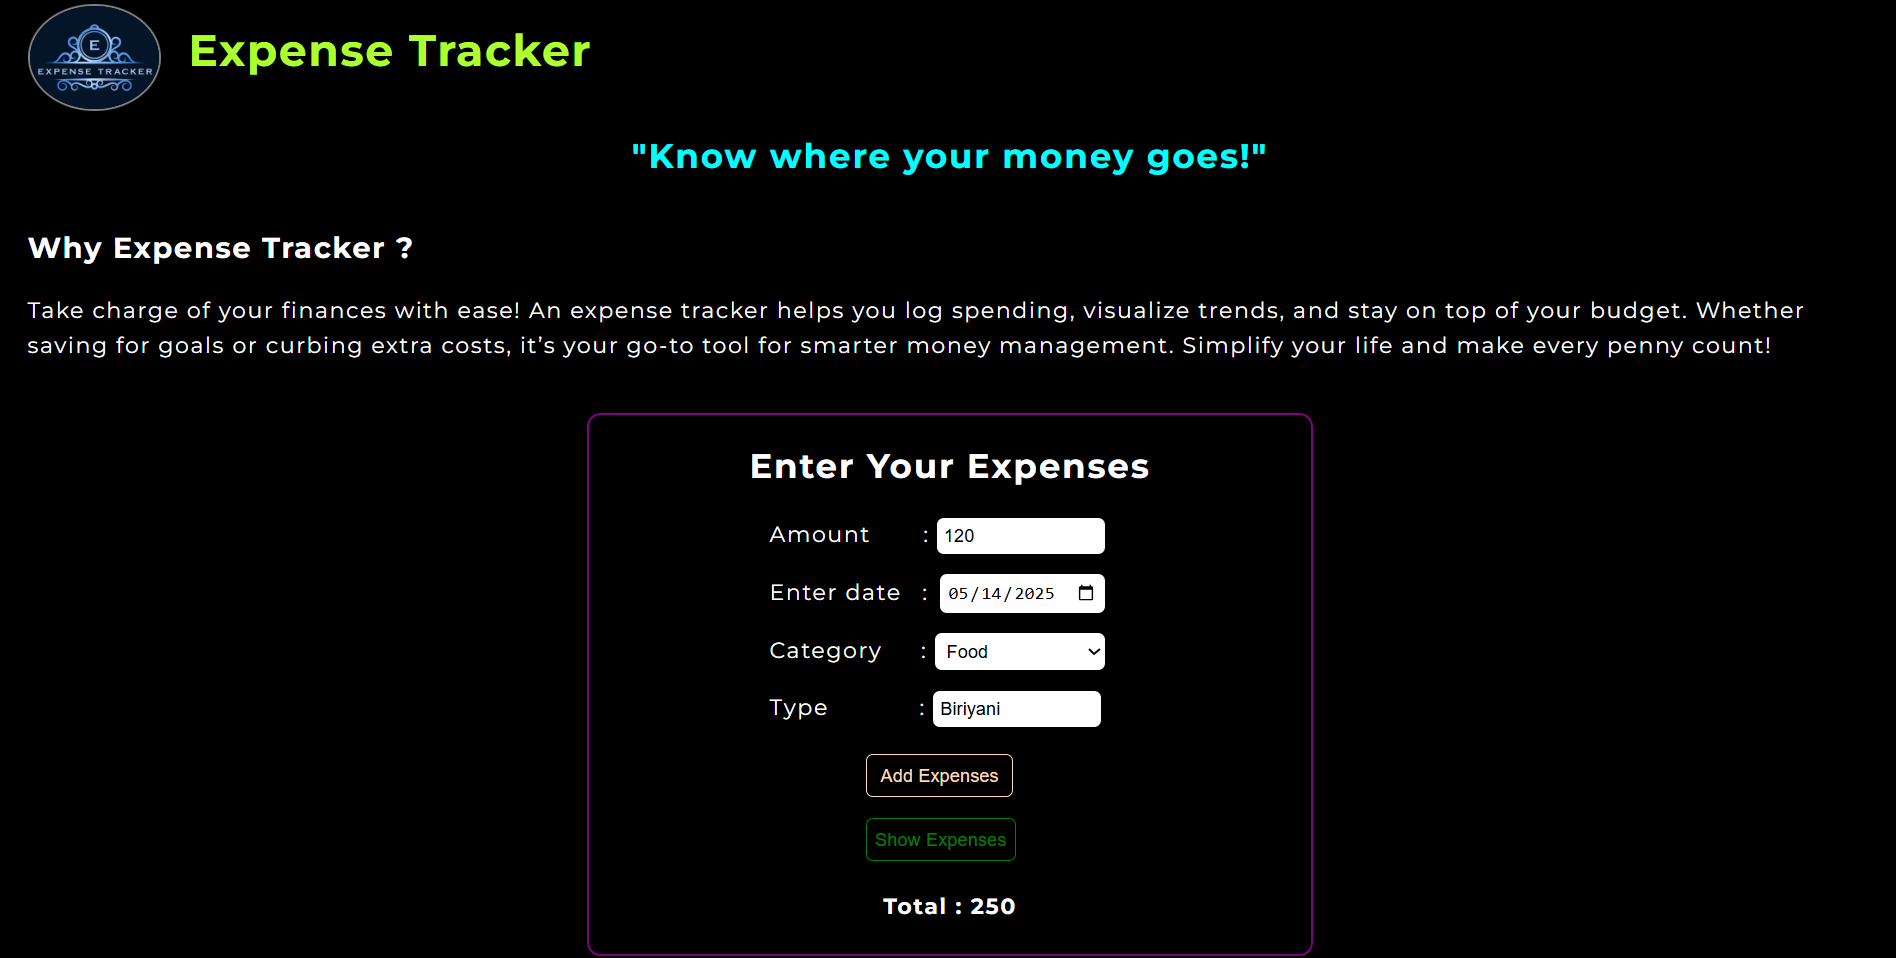 E
EXPENSE TRACKER
Expense Tracker
"Know where your money goes!"
Why Expense Tracker ?
Take charge of your finances with ease! An expense tracker helps you log spending, visualize trends, and stay on top of your budget. Whether
saving for goals or curbing extra costs, it’s your go-to tool for smarter money management. Simplify your life and make every penny count!
Enter Your Expenses
Amount : 120
Enter date : 05/14/2025
Category : Food
Type : Biriyani
Add Expenses
Show Expenses
Total : 250